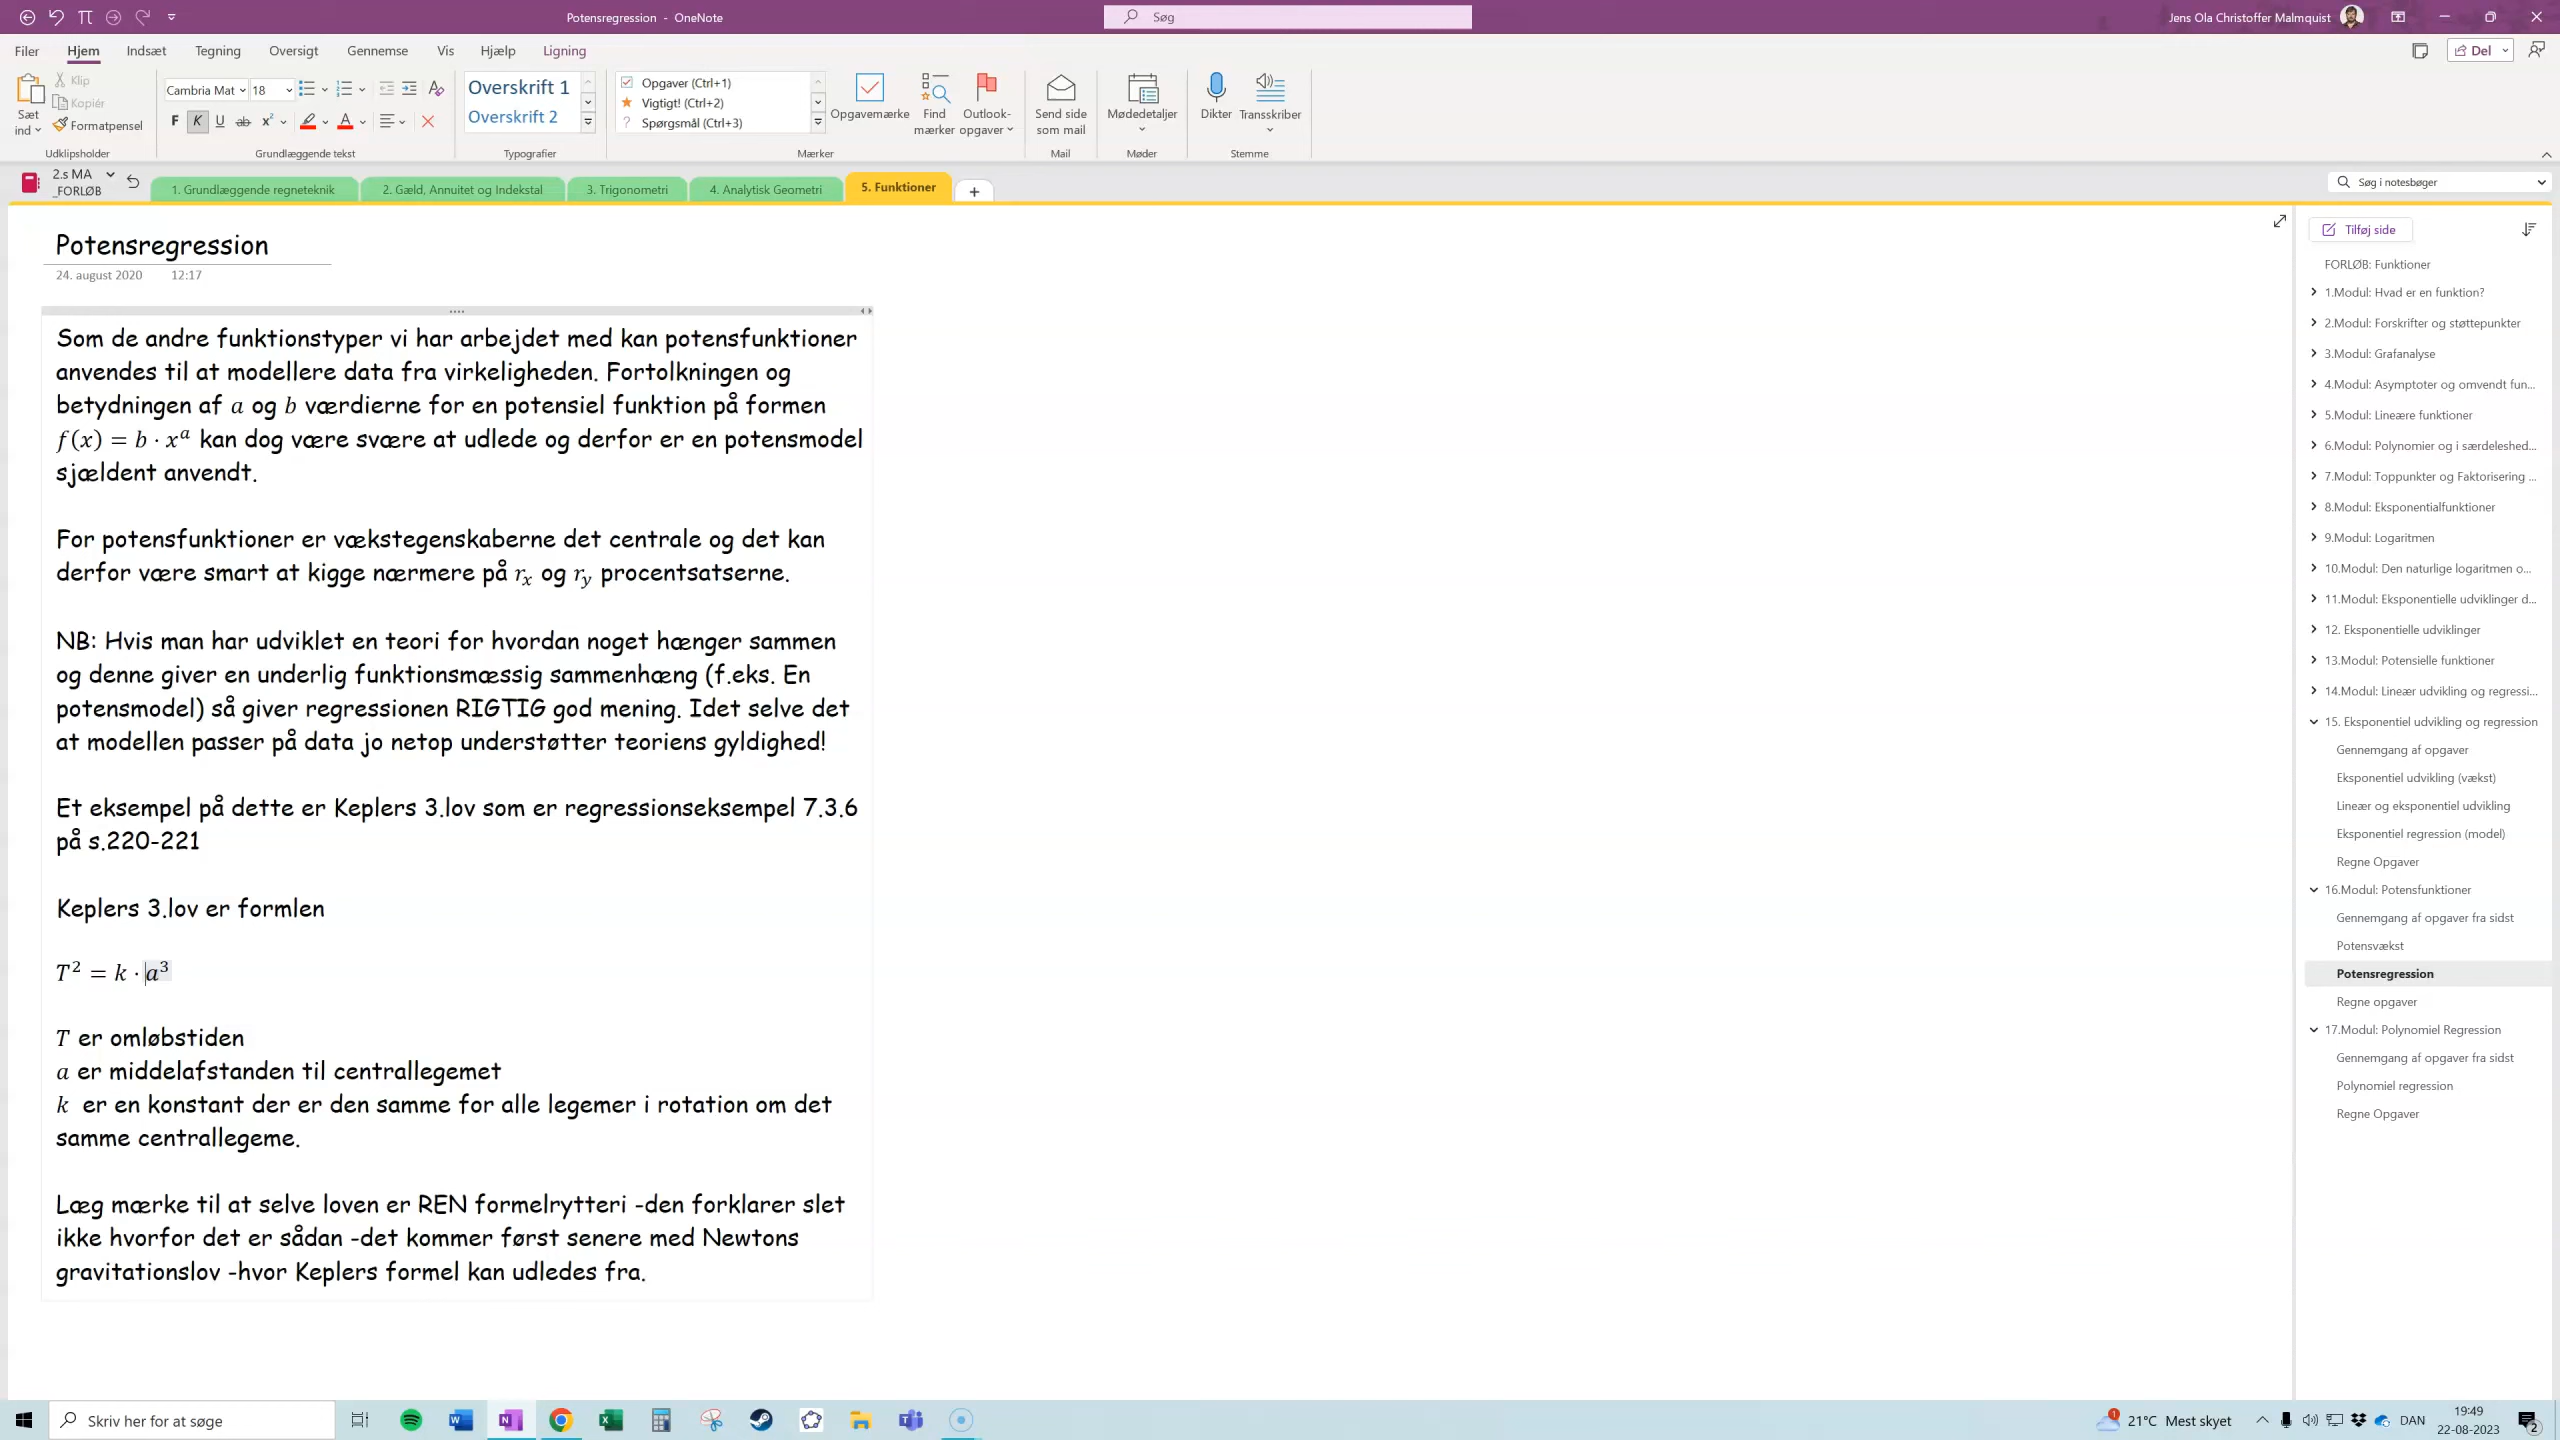 Potensregression - OneNote
Søg
Jens Ola Christoffer Malmquist
Filer Hjem Indsæt Tegning Oversigt Gennemse Vis Hjælp Ligning
Del
Sæt ind
Klip
Kopiér
Formatpensel
Udklipsholder
Cambria Mat 18
F K U ab x²
Grundlæggende tekst
Overskrift 1
Overskrift 2
Typografier
Opgaver (Ctrl+1)
Vigtigt! (Ctrl+2)
Spørgsmål (Ctrl+3)
Opgavemærke
Find mærker
Outlook-opgaver
Mærker
Send side som mail
Mail
Mødedetaljer
Møder
Dikter
Transskriber
Stemme
2.s MA
_FORLØB
1. Grundlæggende regneteknik
2. Gæld, Annuitet og Indekstal
3. Trigonometri
4. Analytisk Geometri
5. Funktioner
+
Søg i notesbøger
Potensregression
24. august 2020 12:17
Som de andre funktionstyper vi har arbejdet med kan potensfunktioner
anvendes til at modellere data fra virkeligheden. Fortolkningen og
betydningen af a og b værdierne for en potensiel funktion på formen
f(x) = b · xᵃ kan dog være svære at udlede og derfor er en potensmodel
sjældent anvendt.
For potensfunktioner er vækstegenskaberne det centrale og det kan
derfor være smart at kigge nærmere på r_x og r_y procentsatserne.
NB: Hvis man har udviklet en teori for hvordan noget hænger sammen
og denne giver en underlig funktionsmæssig sammenhæng (f.eks. En
potensmodel) så giver regressionen RIGTIG god mening. Idet selve det
at modellen passer på data jo netop understøtter teoriens gyldighed!
Et eksempel på dette er Keplers 3.lov som er regressionseksempel 7.3.6
på s.220-221
Keplers 3.lov er formlen
T² = k · a³
T er omløbstiden
a er middelafstanden til centrallegemet
k er en konstant der er den samme for alle legemer i rotation om det
samme centrallegeme.
Læg mærke til at selve loven er REN formelrytteri -den forklarer slet
ikke hvorfor det er sådan -det kommer først senere med Newtons
gravitationslov -hvor Keplers formel kan udledes fra.
Tilføj side
FORLØB: Funktioner
1.Modul: Hvad er en funktion?
2.Modul: Forskrifter og støttepunkter
3.Modul: Grafanalyse
4.Modul: Asymptoter og omvendt fun...
5.Modul: Lineære funktioner
6.Modul: Polynomier og i særdeleshed...
7.Modul: Toppunkter og Faktorisering ...
8.Modul: Eksponentialfunktioner
9.Modul: Logaritmen
10.Modul: Den naturlige logaritmen o...
11.Modul: Eksponentielle udviklinger d...
12. Eksponentielle udviklinger
13.Modul: Potensielle funktioner
14.Modul: Lineær udvikling og regressi...
15. Eksponentiel udvikling og regression
Gennemgang af opgaver
Eksponentiel udvikling (vækst)
Lineær og eksponentiel udvikling
Eksponentiel regression (model)
Regne Opgaver
16.Modul: Potensfunktioner
Gennemgang af opgaver fra sidst
Potensvækst
Potensregression
Regne opgaver
17.Modul: Polynomiel Regression
Gennemgang af opgaver fra sidst
Polynomiel regression
Regne Opgaver
Skriv her for at søge
21°C Mest skyet
DAN
19:49
22-08-2023
2